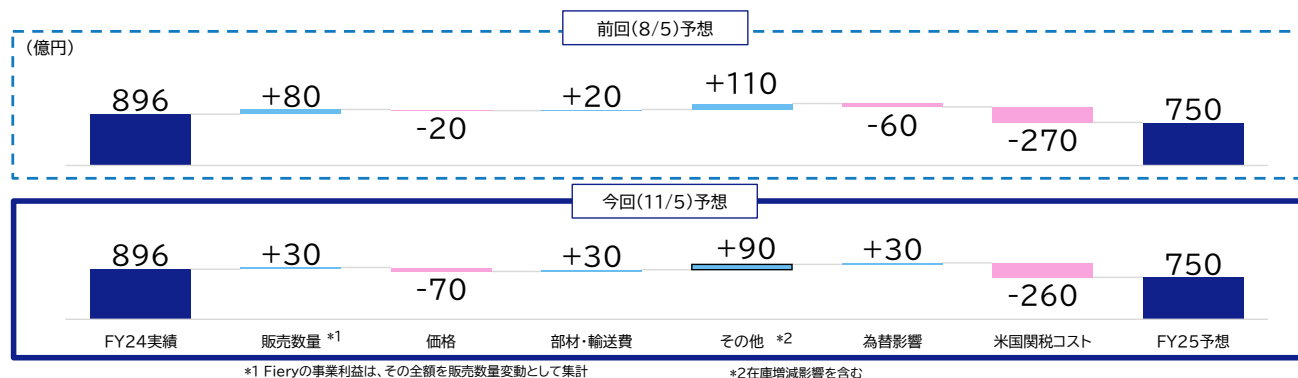 前回(8/5)予想
(億円)
896 +80 -20 +20 +110 -60 -270 750
今回(11/5)予想
896 +30 -70 +30 +90 +30 -260 750
FY24実績 販売数量 *1 価格 部材・輸送費 その他 *2 為替影響 米国関税コスト FY25予想
*1 Fieryの事業利益は、その全額を販売数量変動として集計 *2在庫増減影響を含む